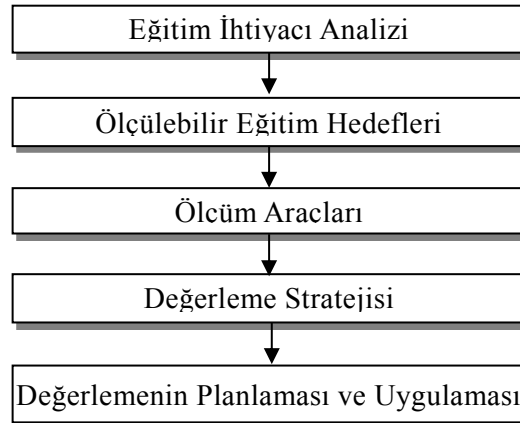 Eğitim İhtiyacı Analizi
Ölçülebilir Eğitim Hedefleri
Ölçüm Araçları
Değerleme Stratejisi
Değerlemenin Planlaması ve Uygulaması